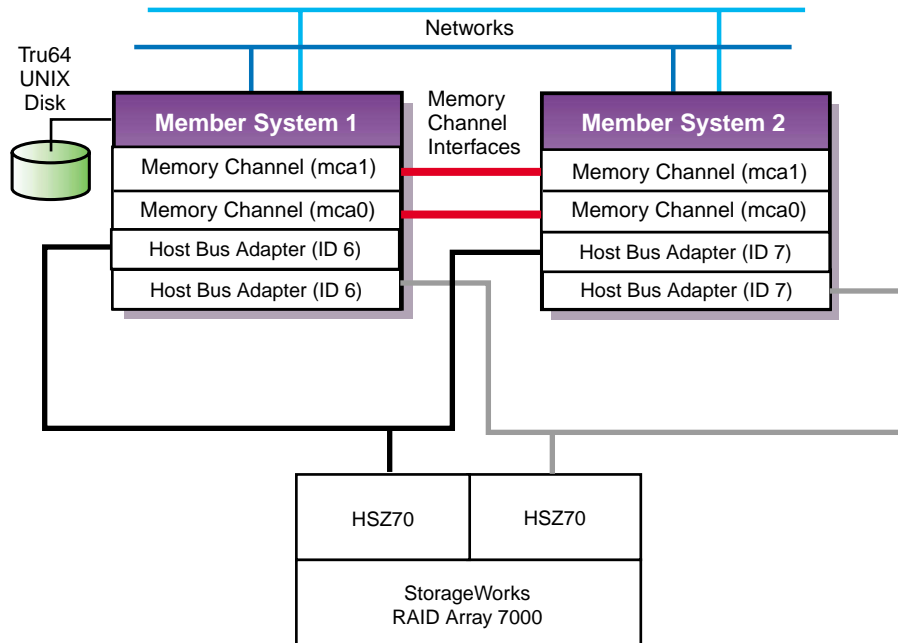 Networks
Tru64
UNIX
Disk
Memory
Channel
Interfaces
Member System 1
Memory Channel (mca1)
Memory Channel (mca0)
Host Bus Adapter (ID 6)
Host Bus Adapter (ID 6)
Member System 2
Memory Channel (mca1)
Memory Channel (mca0)
Host Bus Adapter (ID 7)
Host Bus Adapter (ID 7)
HSZ70
HSZ70
StorageWorks
RAID Array 7000